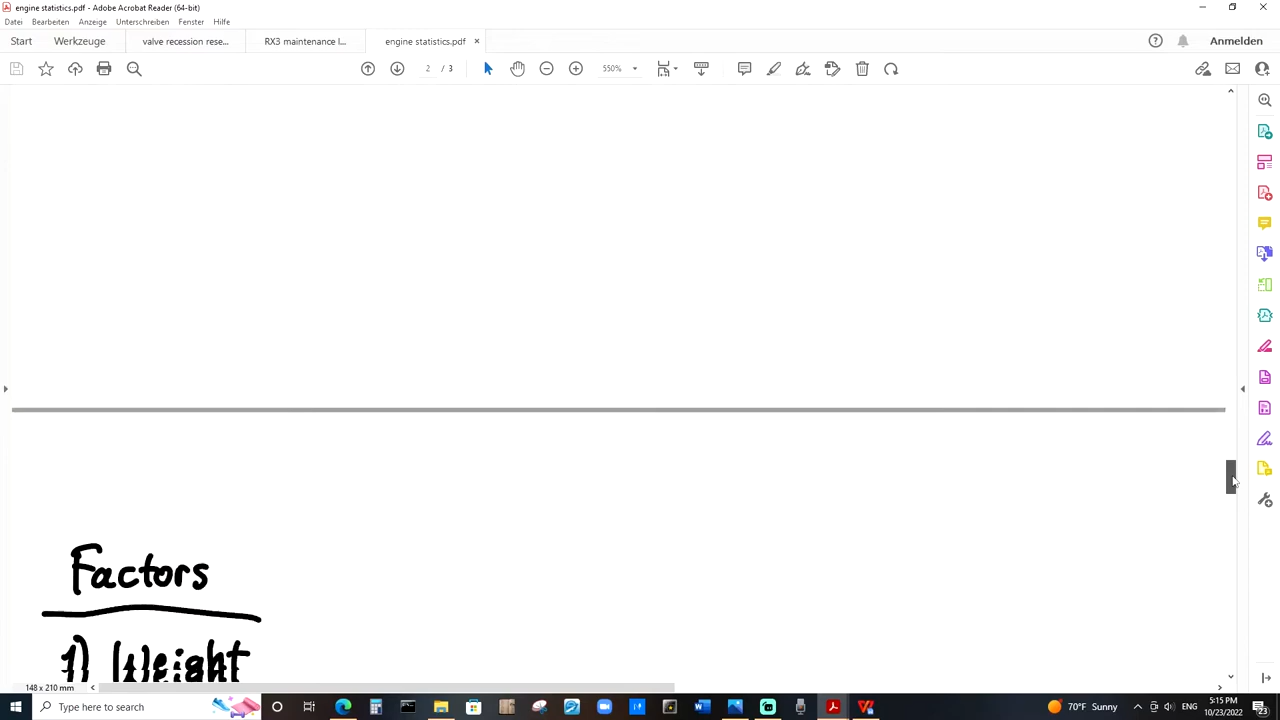 engine statistics.pdf - Adobe Acrobat Reader (64-bit)
Datei Bearbeiten Anzeige Unterschreiben Fenster Hilfe
Start Werkzeuge valve recession rese... RX3 maintenance l... engine statistics.pdf × Anmelden
2 / 3 550%
Factors
1) Weight
148 x 210 mm
Type here to search 70°F Sunny ENG 5:15 PM
10/23/2022
23